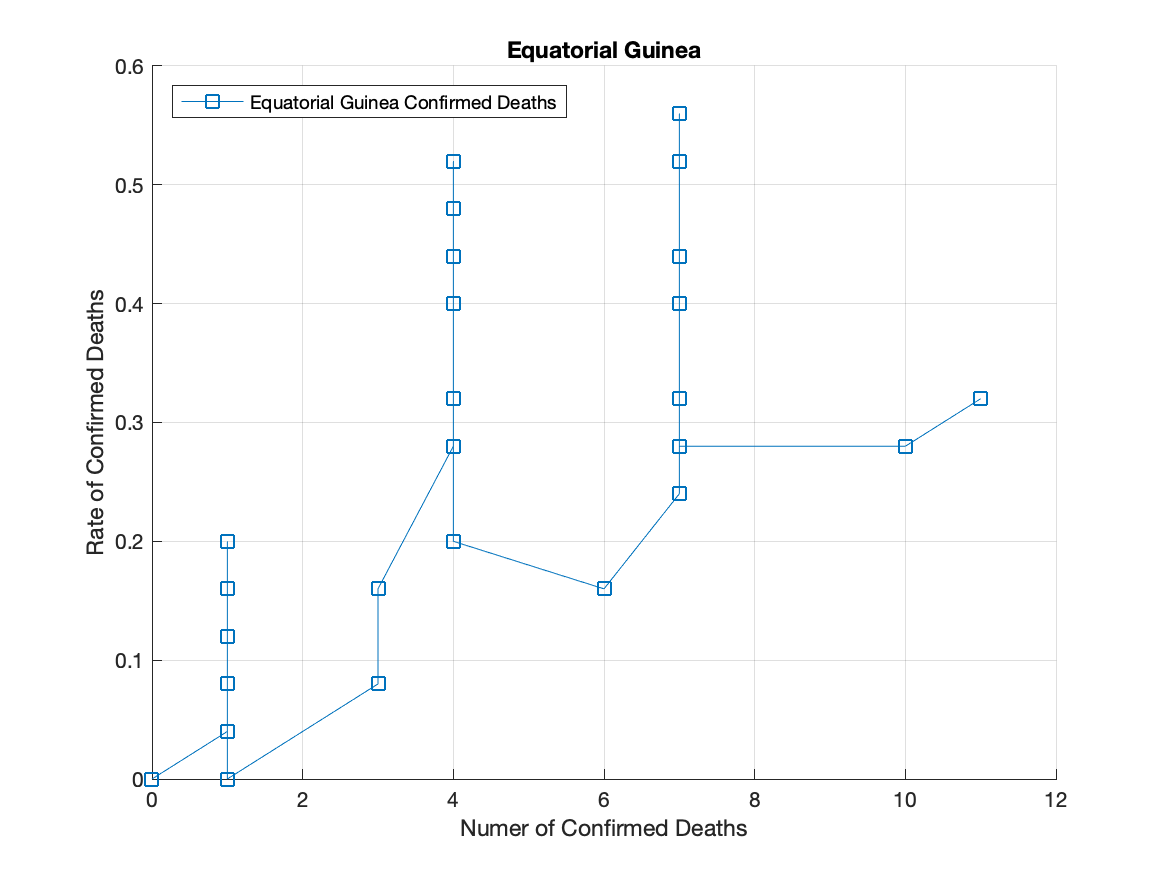 Equatorial Guinea
Equatorial Guinea Confirmed Deaths
0.6
0.5
0.4
0.3
0.2
0.1
0
Rate of Confirmed Deaths
0 2 4 6 8 10 12
Numer of Confirmed Deaths